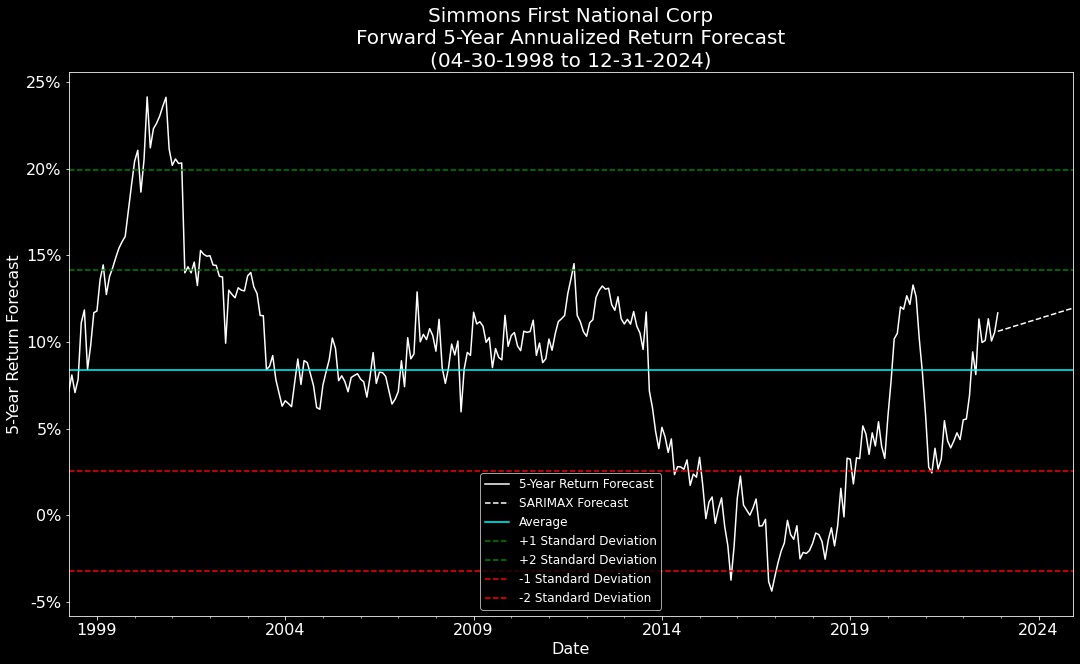 Simmons First National Corp
Forward 5-Year Annualized Return Forecast
(04-30-1998 to 12-31-2024)
25%
20%
15%
10%
5%
0%
-5%
5-Year Return Forecast
5-Year Return Forecast
SARIMAX Forecast
Average
+1 Standard Deviation
+2 Standard Deviation
-1 Standard Deviation
-2 Standard Deviation
1999 2004 2009 2014 2019 2024
Date